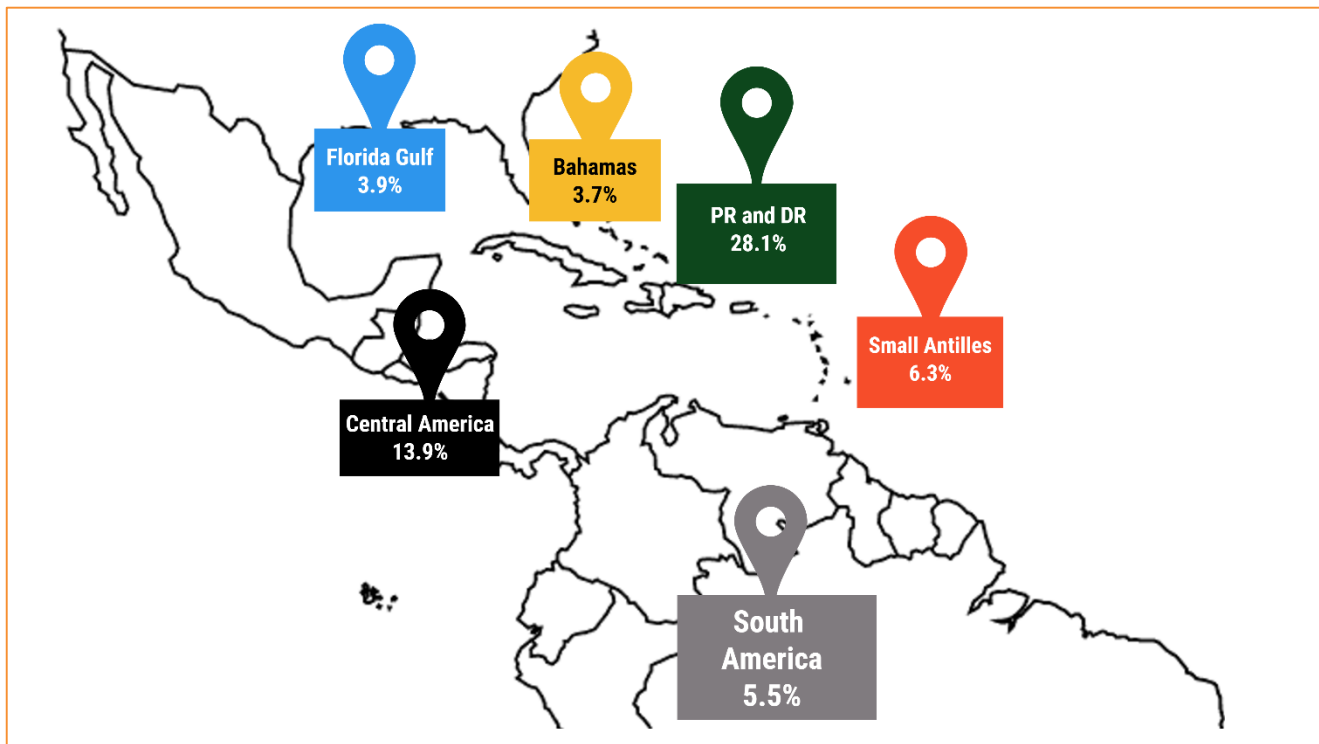 Florida Gulf
3.9%
Bahamas
3.7%
PR and DR
28.1%
Small Antilles
6.3%
Central America
13.9%
South
America
5.5%